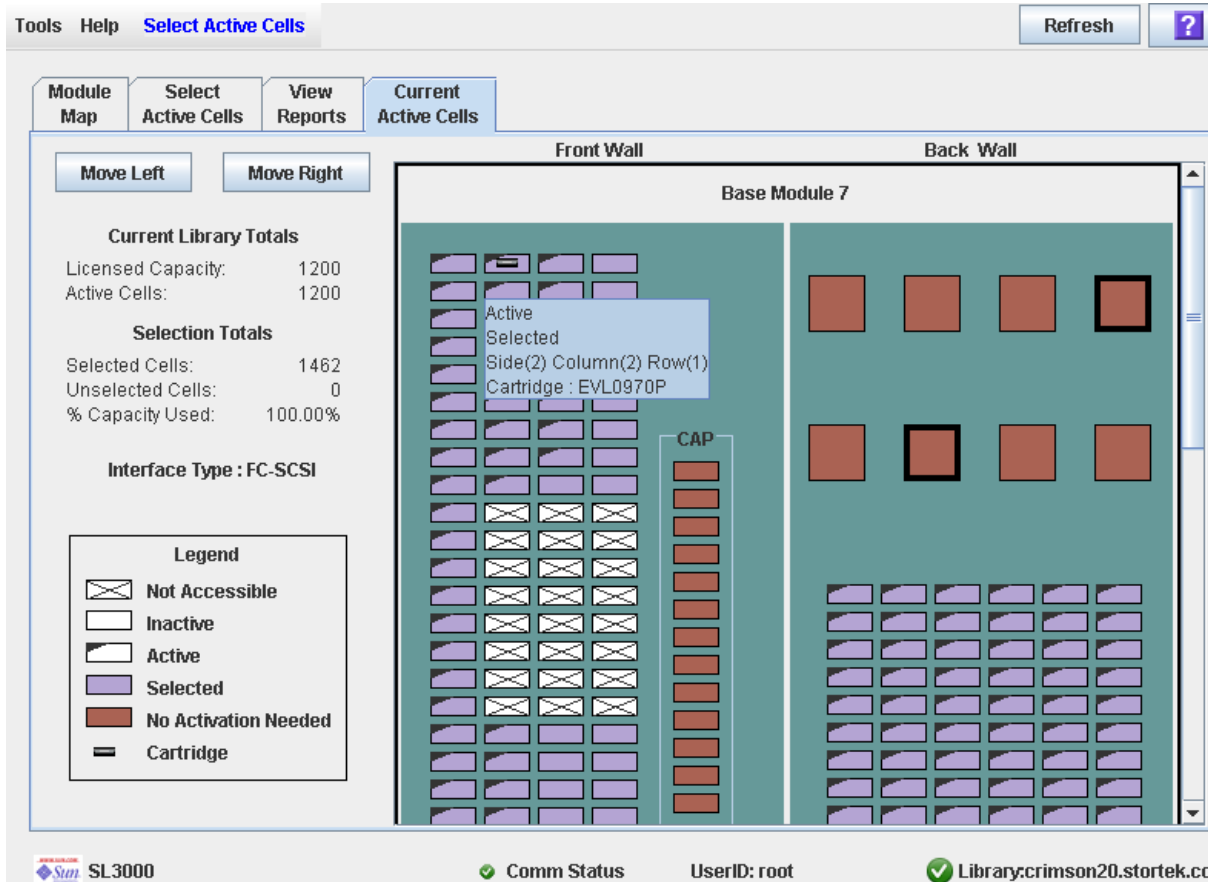 Tools Help Select Active Cells Refresh ?
Module Map
Select Active Cells
View Reports
Current Active Cells
Move Left Move Right
Front Wall Back Wall
Base Module 7
Current Library Totals
Licensed Capacity: 1200
Active Cells: 1200
Selection Totals
Selected Cells: 1462
Unselected Cells: 0
% Capacity Used: 100.00%
Interface Type : FC-SCSI
Active
Selected
Side(2) Column(2) Row(1)
Cartridge : EVL0970P
CAP
Legend
Not Accessible
Inactive
Active
Selected
No Activation Needed
Cartridge
Sun SL3000 Comm Status UserID: root Library:crimson20.stortek.co